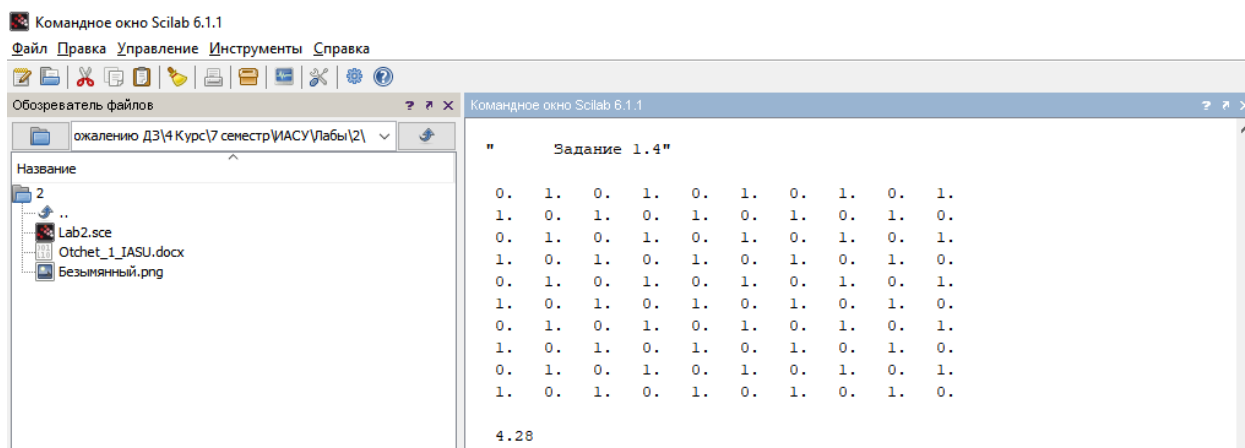 Командное окно Scilab 6.1.1
Файл Правка Управление Инструменты Справка
Обозреватель файлов
ожалению ДЗ\4 Курс\7 семестр\ИАСУ\Лабы\2\
Название
2
..
Lab2.sce
Otchet_1_IASU.docx
Безымянный.png
Командное окно Scilab 6.1.1
"     Задание 1.4"
0. 1. 0. 1. 0. 1. 0. 1. 0. 1.
1. 0. 1. 0. 1. 0. 1. 0. 1. 0.
0. 1. 0. 1. 0. 1. 0. 1. 0. 1.
1. 0. 1. 0. 1. 0. 1. 0. 1. 0.
0. 1. 0. 1. 0. 1. 0. 1. 0. 1.
1. 0. 1. 0. 1. 0. 1. 0. 1. 0.
0. 1. 0. 1. 0. 1. 0. 1. 0. 1.
1. 0. 1. 0. 1. 0. 1. 0. 1. 0.
0. 1. 0. 1. 0. 1. 0. 1. 0. 1.
1. 0. 1. 0. 1. 0. 1. 0. 1. 0.
4.28